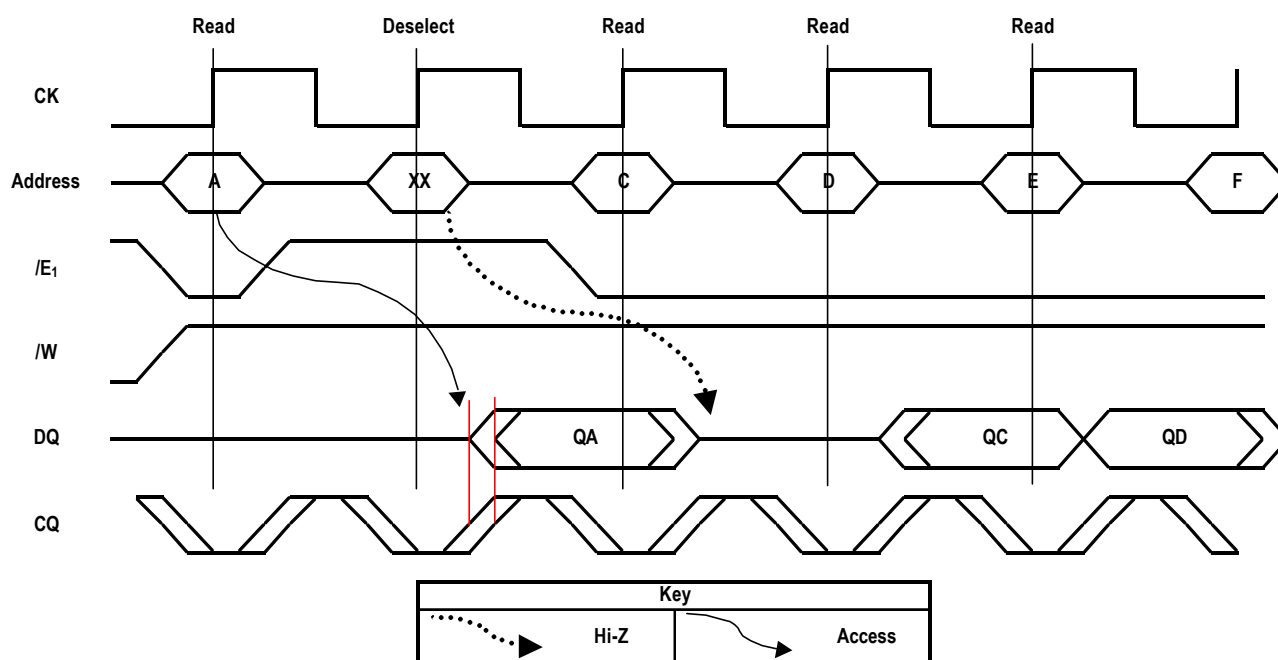 Read Deselect Read Read Read
CK
Address A XX C D E F
/E₁
/W
DQ QA QC QD
CQ
Key
Hi-Z Access